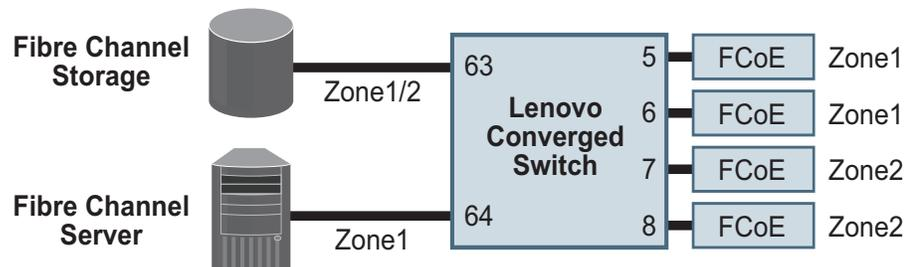 Fibre Channel
Storage
Zone1/2
Fibre Channel
Server
Zone1
63
64
Lenovo
Converged
Switch
5
FCoE
Zone1
6
FCoE
Zone1
7
FCoE
Zone2
8
FCoE
Zone2